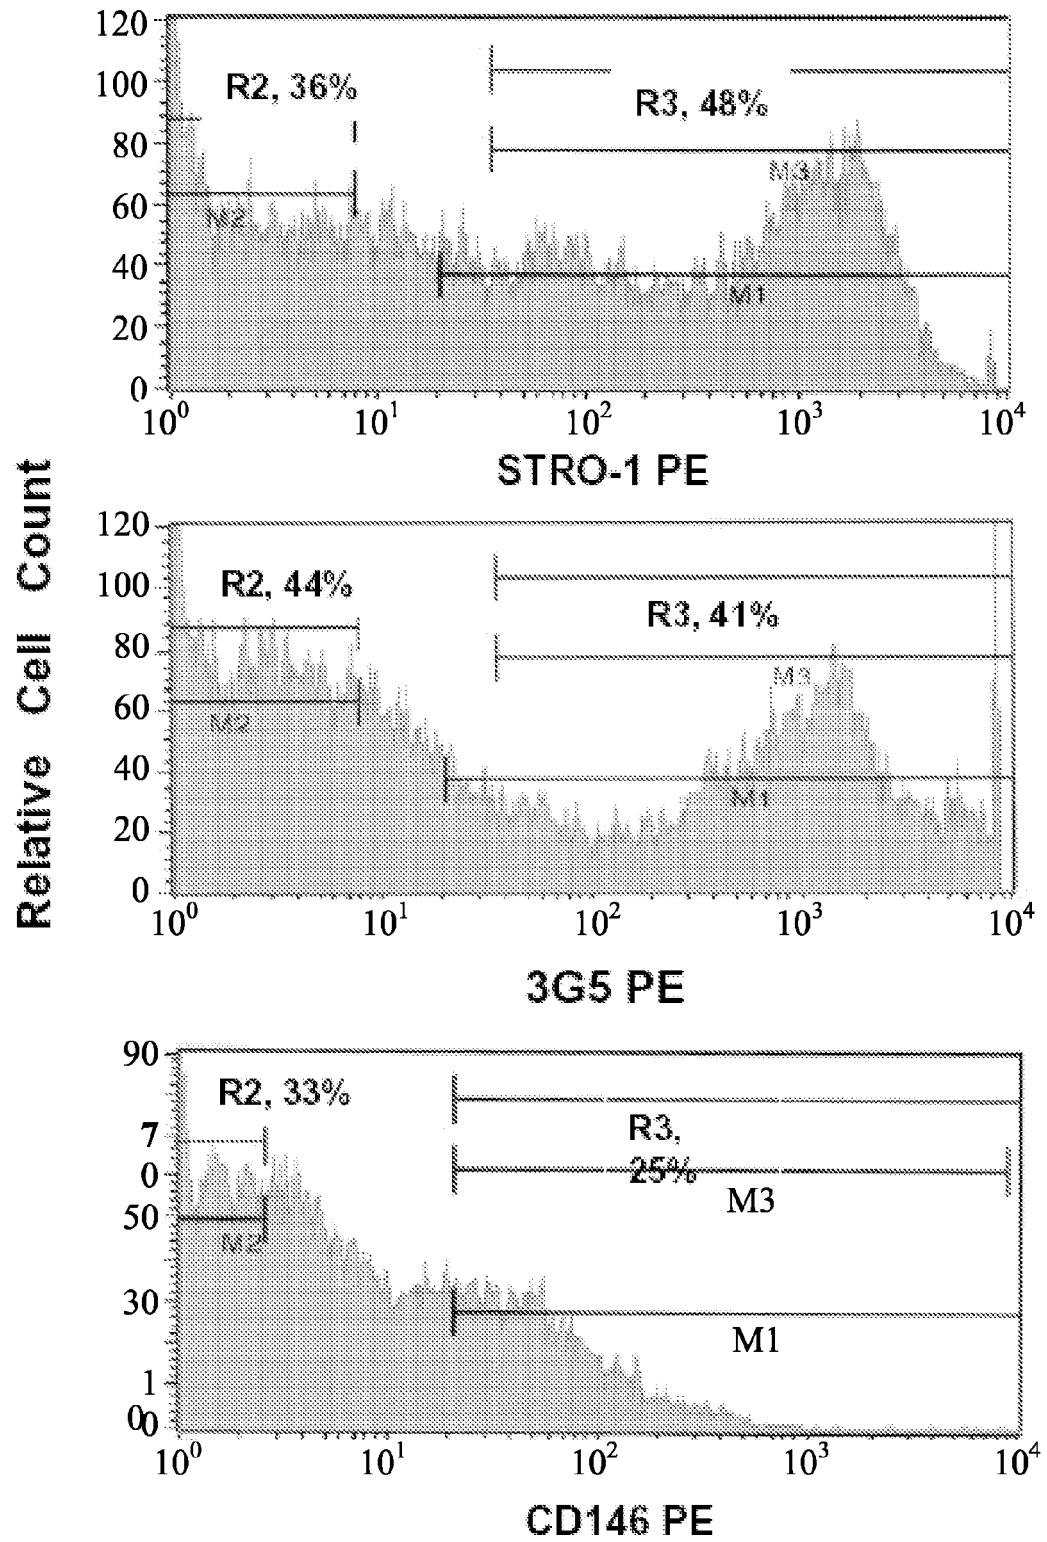 Relative Cell Count
120
100
80
60
40
20
0
R2, 36%
R3, 48%
M3
M2
M1
10⁰ 10¹ 10² 10³ 10⁴
STRO-1 PE
120
100
80
60
40
20
0
R2, 44%
R3, 41%
M3
M2
M1
10⁰ 10¹ 10² 10³ 10⁴
3G5 PE
90
7
0
50
30
1
0
0
R2, 33%
R3,
25%
M3
M2
M1
10⁰ 10¹ 10² 10³ 10⁴
CD146 PE